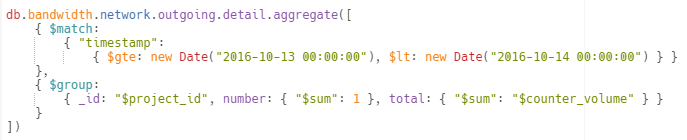 db.bandwidth.network.outgoing.detail.aggregate([
    { $match:
        { "timestamp":
            { $gte: new Date("2016-10-13 00:00:00"), $lt: new Date("2016-10-14 00:00:00") } }
    },
    { $group:
        { _id: "$project_id", number: { "$sum": 1 }, total: { "$sum": "$counter_volume" } }
    }
])